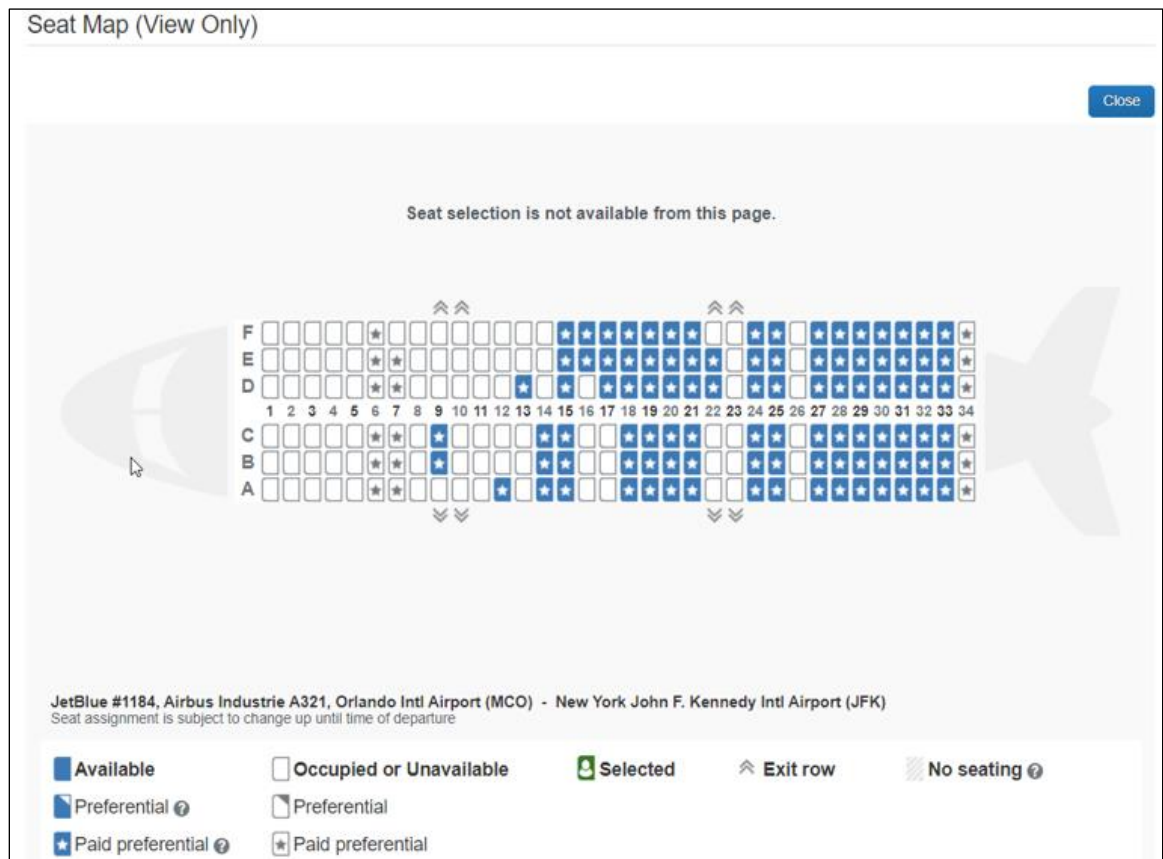 Seat Map (View Only)
Close
Seat selection is not available from this page.
F
E
D
1 2 3 4 5 6 7 8 9 10 11 12 13 14 15 16 17 18 19 20 21 22 23 24 25 26 27 28 29 30 31 32 33 34
C
B
A
JetBlue #1184, Airbus Industrie A321, Orlando Intl Airport (MCO) - New York John F. Kennedy Intl Airport (JFK)
Seat assignment is subject to change up until time of departure
Available Occupied or Unavailable Selected Exit row No seating ?
Preferential ? Preferential
Paid preferential ? Paid preferential